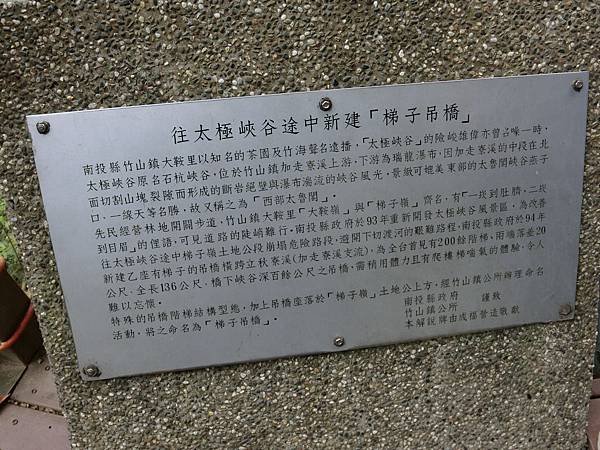 往太極峽谷途中新建「梯子吊橋」
南投縣竹山鎮大鞍里以知名的茶園及竹海聲名遠播,「太極峽谷」的險峻雄偉亦曾召喚一時,
太極峽谷原名石杭峽谷,位於竹山鎮加走寮溪上游,下游為瑞龍瀑布,因加走寮溪的中段在北
面切割山塊裂隙而形成的斷岩絕壁與瀑布湍流的峽谷風光,景緻可媲美東部的太魯閣峽谷燕子
口、一線天等名勝,故又稱之為「西部太魯閣」。
先民經營林地開闢步道,竹山鎮大鞍里「大鞍嶺」與「梯子嶺」齊名,有「一崁到肚臍,二崁
到目眉」的俚語,可見道路的陡峭難行,南投縣政府於93年重新開發太極峽谷風景區,為改善
往太極峽谷途中梯子嶺土地公段崩塌危險路段,避開下切渡河的艱難路程,南投縣政府於94年
新建乙座有梯子的吊橋橫跨立秋寮溪(加走寮溪支流),為全台首見有200餘階梯、兩端落差20
公尺、全長136公尺、橋下峽谷深百餘公尺之吊橋,需稍用體力且有爬樓梯喘氣的體驗,令人
難以忘懷。
特殊的吊橋階梯結構型態,加上吊橋座落於「梯子嶺」土地公上方,經竹山鎮公所辦理命名
活動,將之命名為「梯子吊橋」。
南投縣政府
竹山鎮公所 謹致
本解說牌由成楷營造敬獻